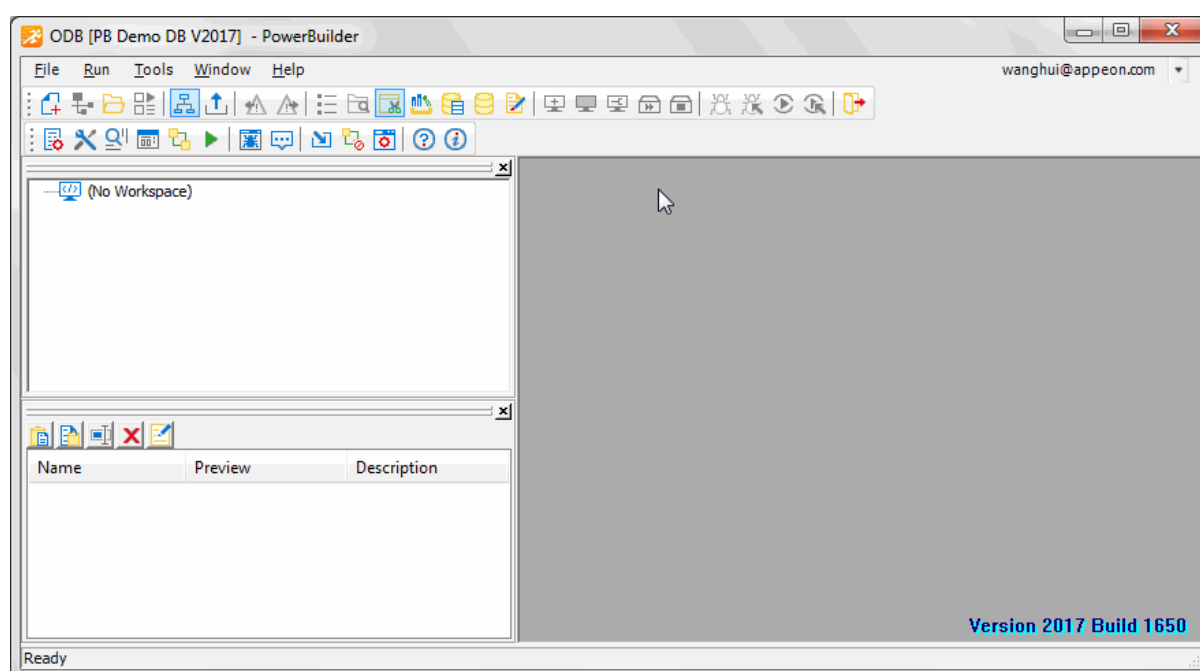 ODB [PB Demo DB V2017] - PowerBuilder
File Run Tools Window Help wanghui@appeon.com
(No Workspace)
Name Preview Description
Version 2017 Build 1650
Ready